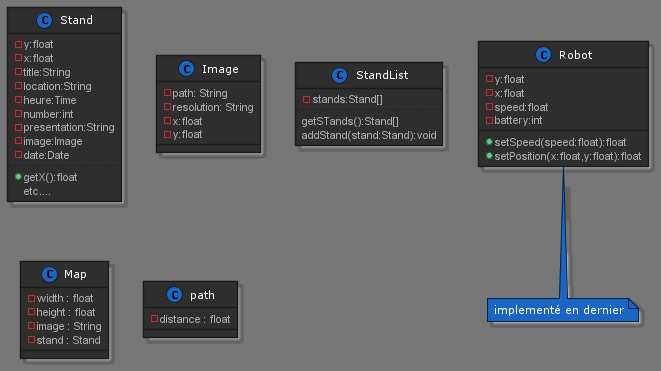 C Stand
y:float
x:float
title:String
location:String
heure:Time
number:int
presentation:String
image:Image
date:Date
getX():float
etc....
C Image
path: String
resolution: String
x:float
y:float
C StandList
stands:Stand[]
getSTands():Stand[]
addStand(stand:Stand):void
C Robot
y:float
x:float
speed:float
battery:int
setSpeed(speed:float):float
setPosition(x:float,y:float):float
C Map
width : float
height : float
image : String
stand : Stand
C path
distance : float
implementé en dernier